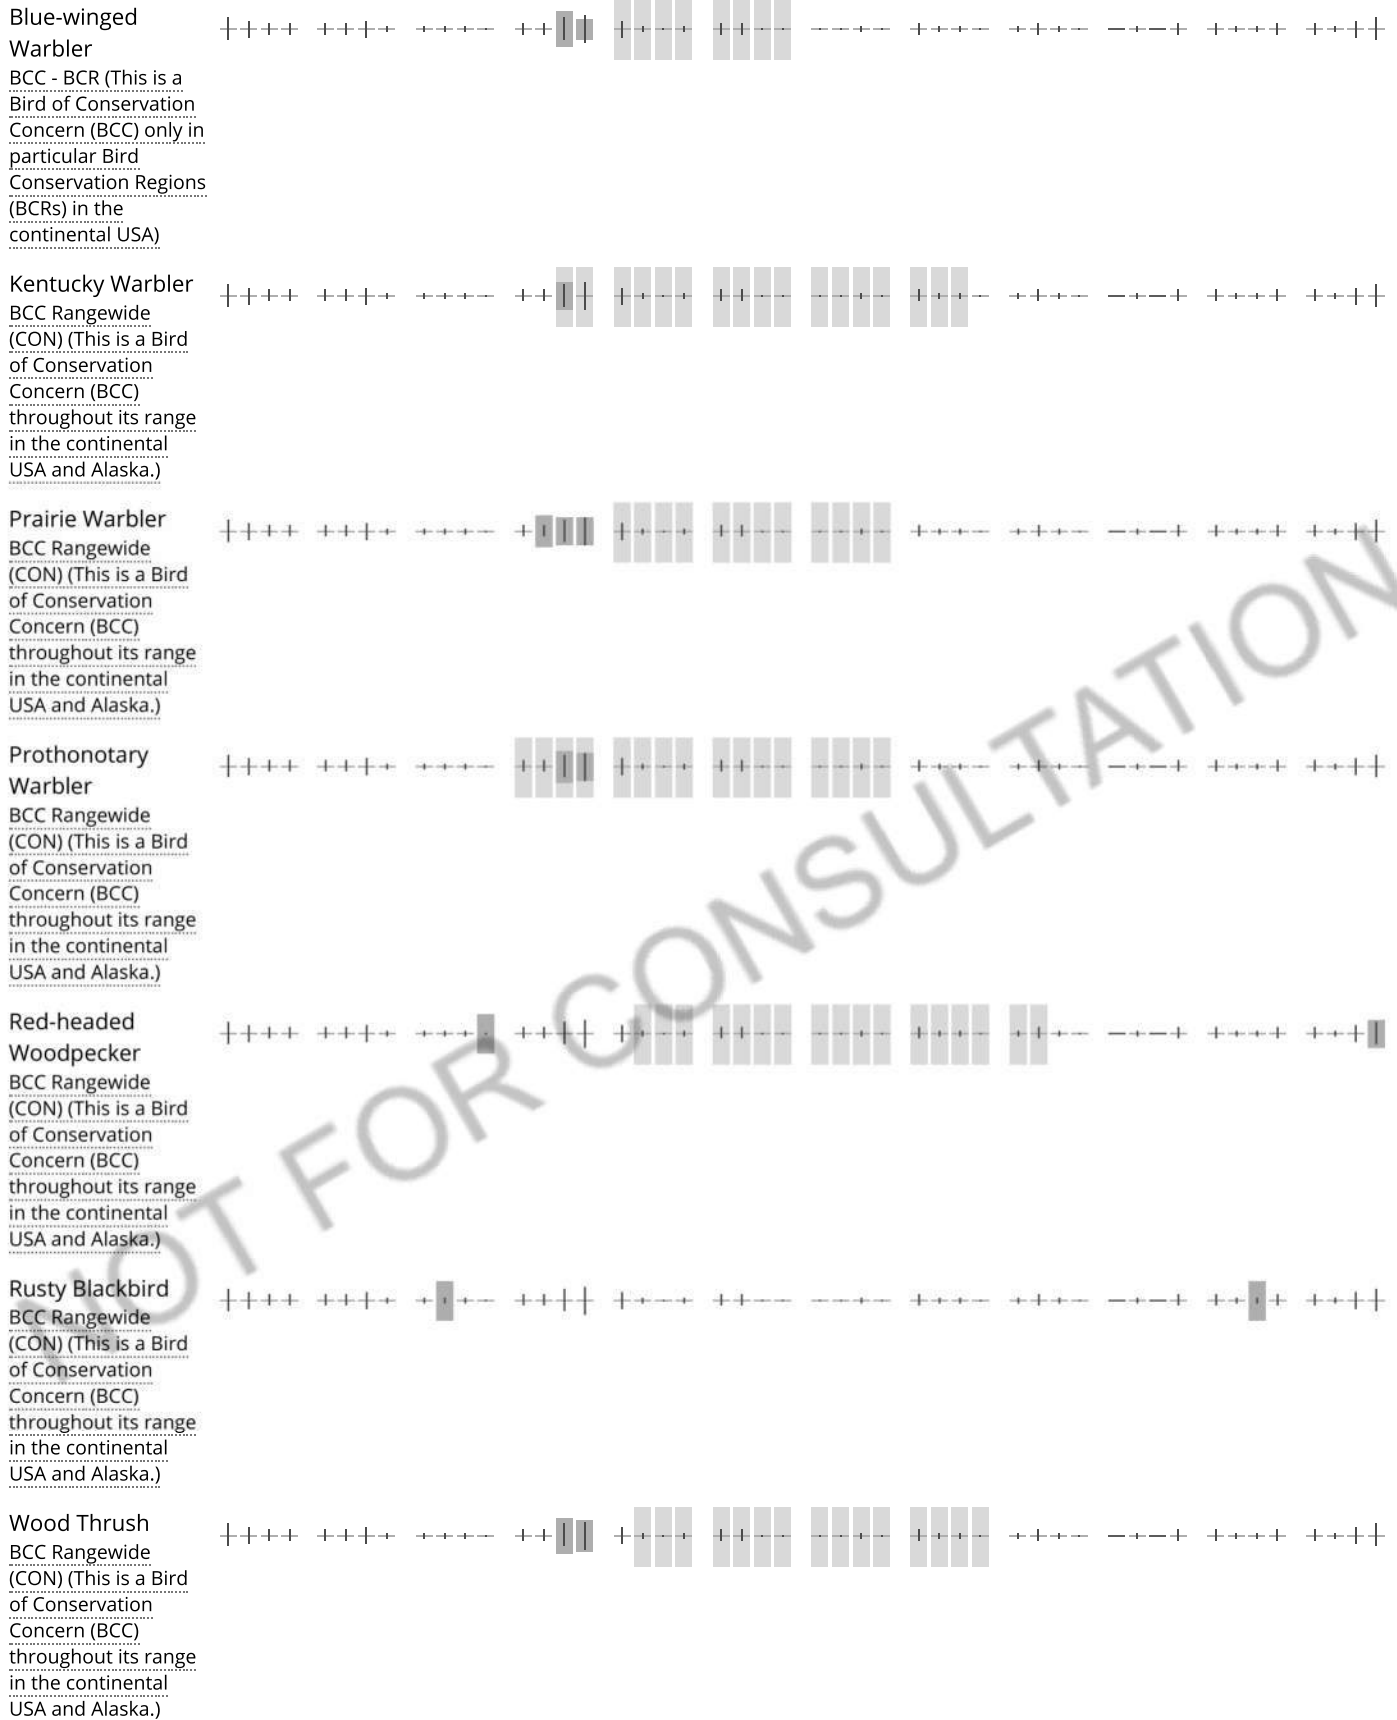 Blue-winged
Warbler
BCC - BCR (This is a
Bird of Conservation
Concern (BCC) only in
particular Bird
Conservation Regions
(BCRs) in the
continental USA)
Kentucky Warbler
BCC Rangewide
(CON) (This is a Bird
of Conservation
Concern (BCC)
throughout its range
in the continental
USA and Alaska.)
Prairie Warbler
BCC Rangewide
(CON) (This is a Bird
of Conservation
Concern (BCC)
throughout its range
in the continental
USA and Alaska.)
Prothonotary
Warbler
BCC Rangewide
(CON) (This is a Bird
of Conservation
Concern (BCC)
throughout its range
in the continental
USA and Alaska.)
Red-headed
Woodpecker
BCC Rangewide
(CON) (This is a Bird
of Conservation
Concern (BCC)
throughout its range
in the continental
USA and Alaska.)
Rusty Blackbird
BCC Rangewide
(CON) (This is a Bird
of Conservation
Concern (BCC)
throughout its range
in the continental
USA and Alaska.)
Wood Thrush
BCC Rangewide
(CON) (This is a Bird
of Conservation
Concern (BCC)
throughout its range
in the continental
USA and Alaska.)
NOT FOR CONSULTATION